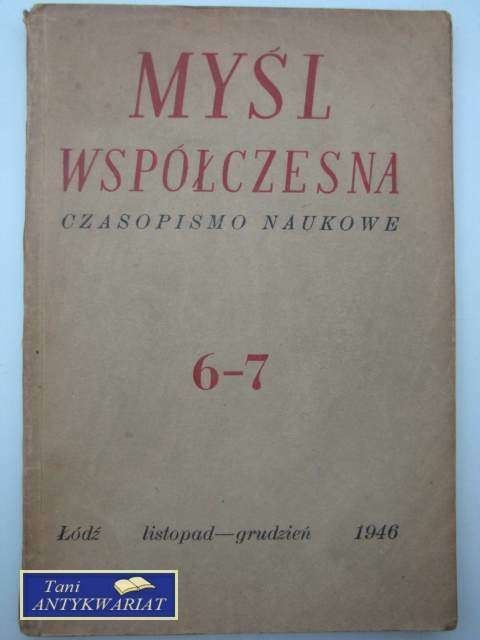 MYŚL
WSPÓŁCZESNA
CZASOPISMO NAUKOWE
6-7
Łódź listopad—grudzień 1946
Tani
ANTYKWARIAT